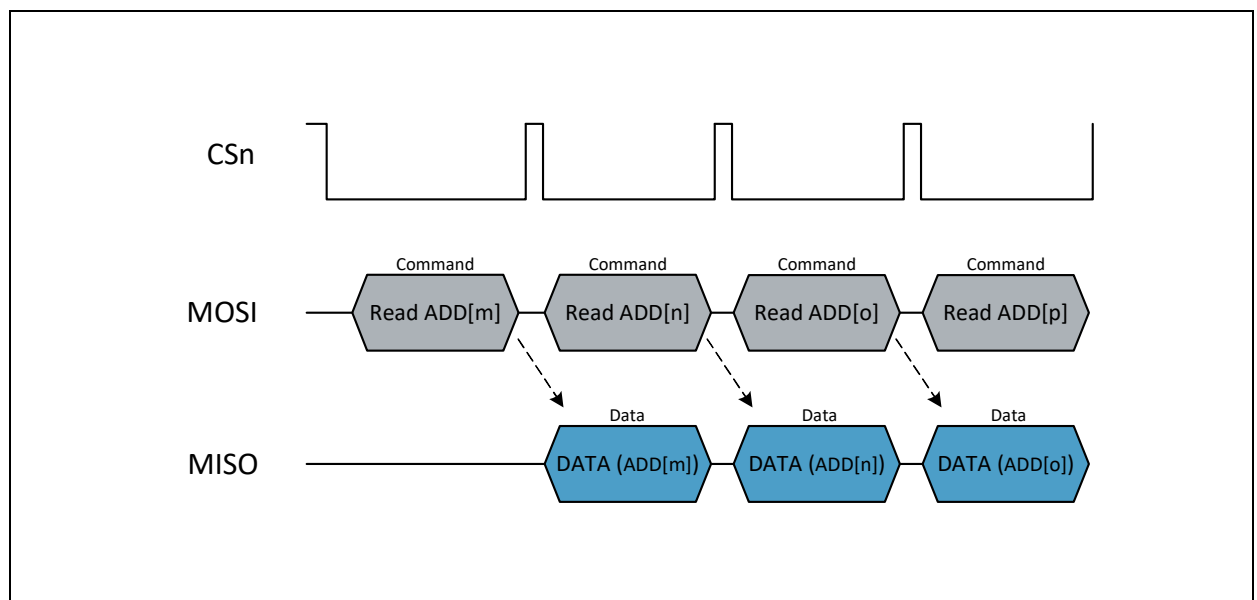 CSn
Command Command Command Command
MOSI Read ADD[m] Read ADD[n] Read ADD[o] Read ADD[p]
Data Data Data
MISO DATA (ADD[m]) DATA (ADD[n]) DATA (ADD[o])